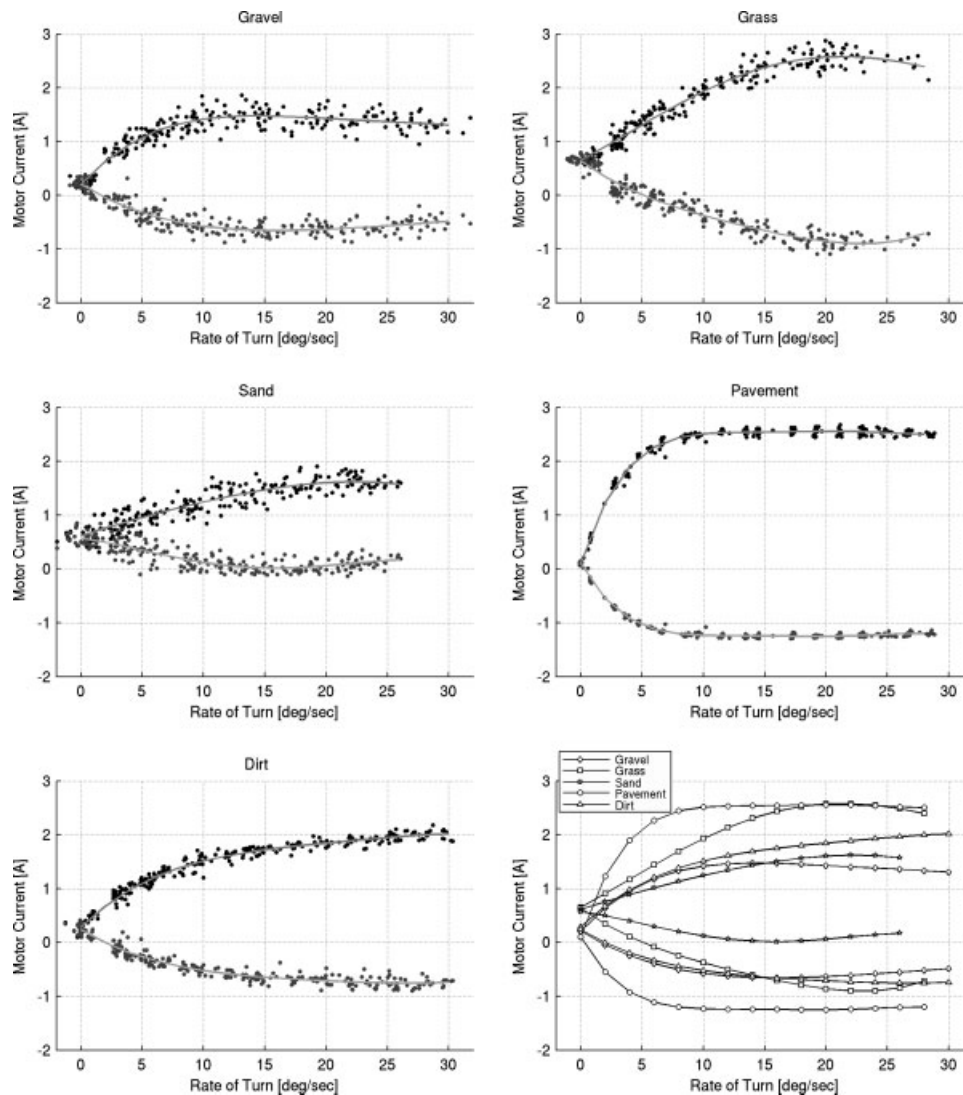 Gravel
3
2
1
0
-1
-2
Motor Current [A]
0 5 10 15 20 25 30
Rate of Turn [deg/sec]
Grass
3
2
1
0
-1
-2
Motor Current [A]
0 5 10 15 20 25 30
Rate of Turn [deg/sec]
Sand
3
2
1
0
-1
-2
Motor Current [A]
0 5 10 15 20 25 30
Rate of Turn [deg/sec]
Pavement
3
2
1
0
-1
-2
Motor Current [A]
0 5 10 15 20 25 30
Rate of Turn [deg/sec]
Dirt
3
2
1
0
-1
-2
Motor Current [A]
0 5 10 15 20 25 30
Rate of Turn [deg/sec]
Gravel
Grass
Sand
Pavement
Dirt
3
2
1
0
-1
-2
Motor Current [A]
0 5 10 15 20 25 30
Rate of Turn [deg/sec]